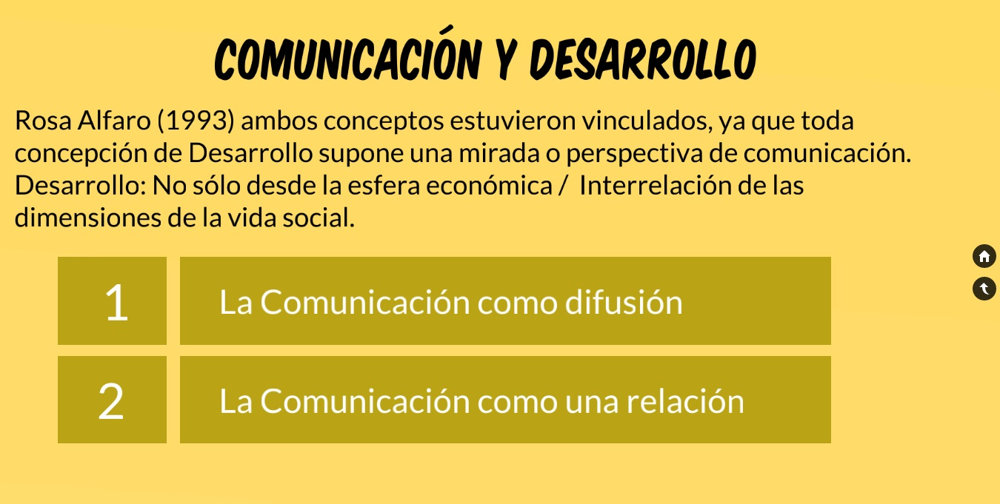 COMUNICACIÓN Y DESARROLLO
Rosa Alfaro (1993) ambos conceptos estuvieron vinculados, ya que toda
concepción de Desarrollo supone una mirada o perspectiva de comunicación.
Desarrollo: No sólo desde la esfera económica / Interrelación de las
dimensiones de la vida social.
1 La Comunicación como difusión
2 La Comunicación como una relación